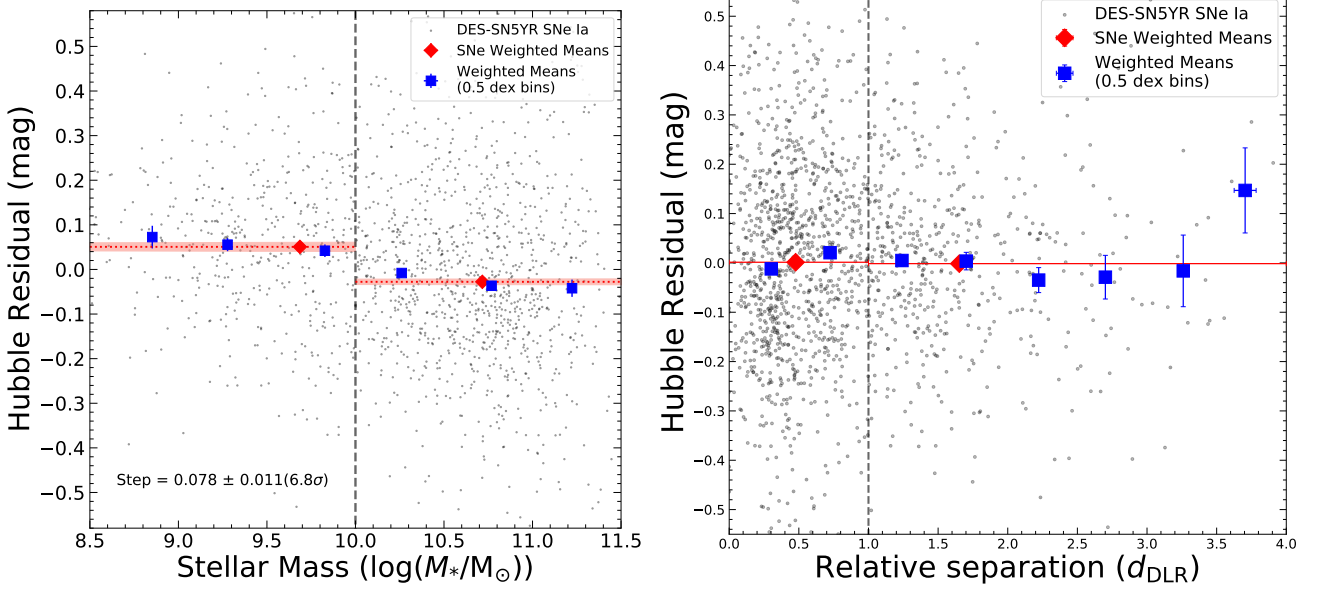 Hubble Residual (mag)
0.5
0.4
0.3
0.2
0.1
0.0
−0.1
−0.2
−0.3
−0.4
−0.5
DES-SN5YR SNe Ia
SNe Weighted Means
Weighted Means
(0.5 dex bins)
Step = 0.078 ± 0.011(6.8σ)
8.5 9.0 9.5 10.0 10.5 11.0 11.5
Stellar Mass (log(M*/M⊙))
Hubble Residual (mag)
0.5
0.4
0.3
0.2
0.1
0.0
−0.1
−0.2
−0.3
−0.4
−0.5
DES-SN5YR SNe Ia
SNe Weighted Means
Weighted Means
(0.5 dex bins)
0.0 0.5 1.0 1.5 2.0 2.5 3.0 3.5 4.0
Relative separation (dDLR)